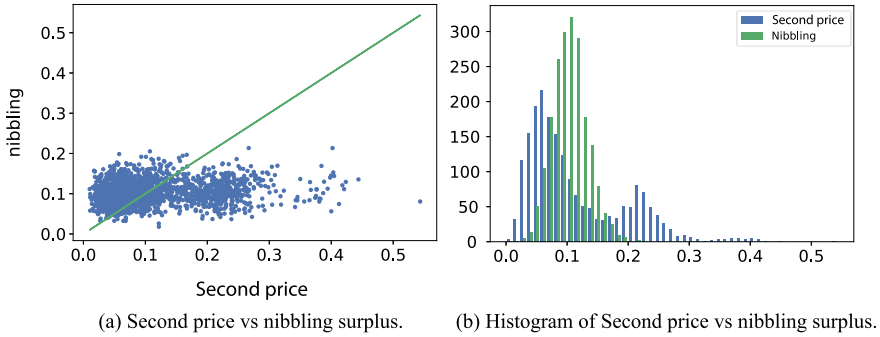 0.5
0.4
0.3
0.2
0.1
0.0
nibbling
0.0 0.1 0.2 0.3 0.4 0.5
Second price
(a) Second price vs nibbling surplus.
300
250
200
150
100
50
0
Second price
Nibbling
0.0 0.1 0.2 0.3 0.4 0.5
(b) Histogram of Second price vs nibbling surplus.